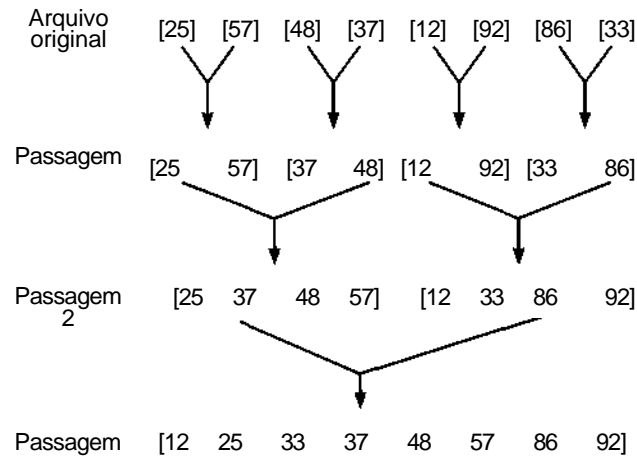 Arquivo
original
[25] [57] [48] [37] [12] [92] [86] [33]
Passagem
[25 57] [37 48] [12 92] [33 86]
Passagem
2
[25 37 48 57] [12 33 86 92]
Passagem
[12 25 33 37 48 57 86 92]